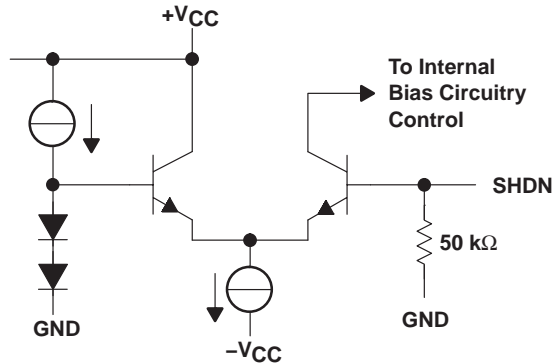 +VCC
To Internal
Bias Circuitry
Control
SHDN
50 kΩ
GND
GND
−VCC